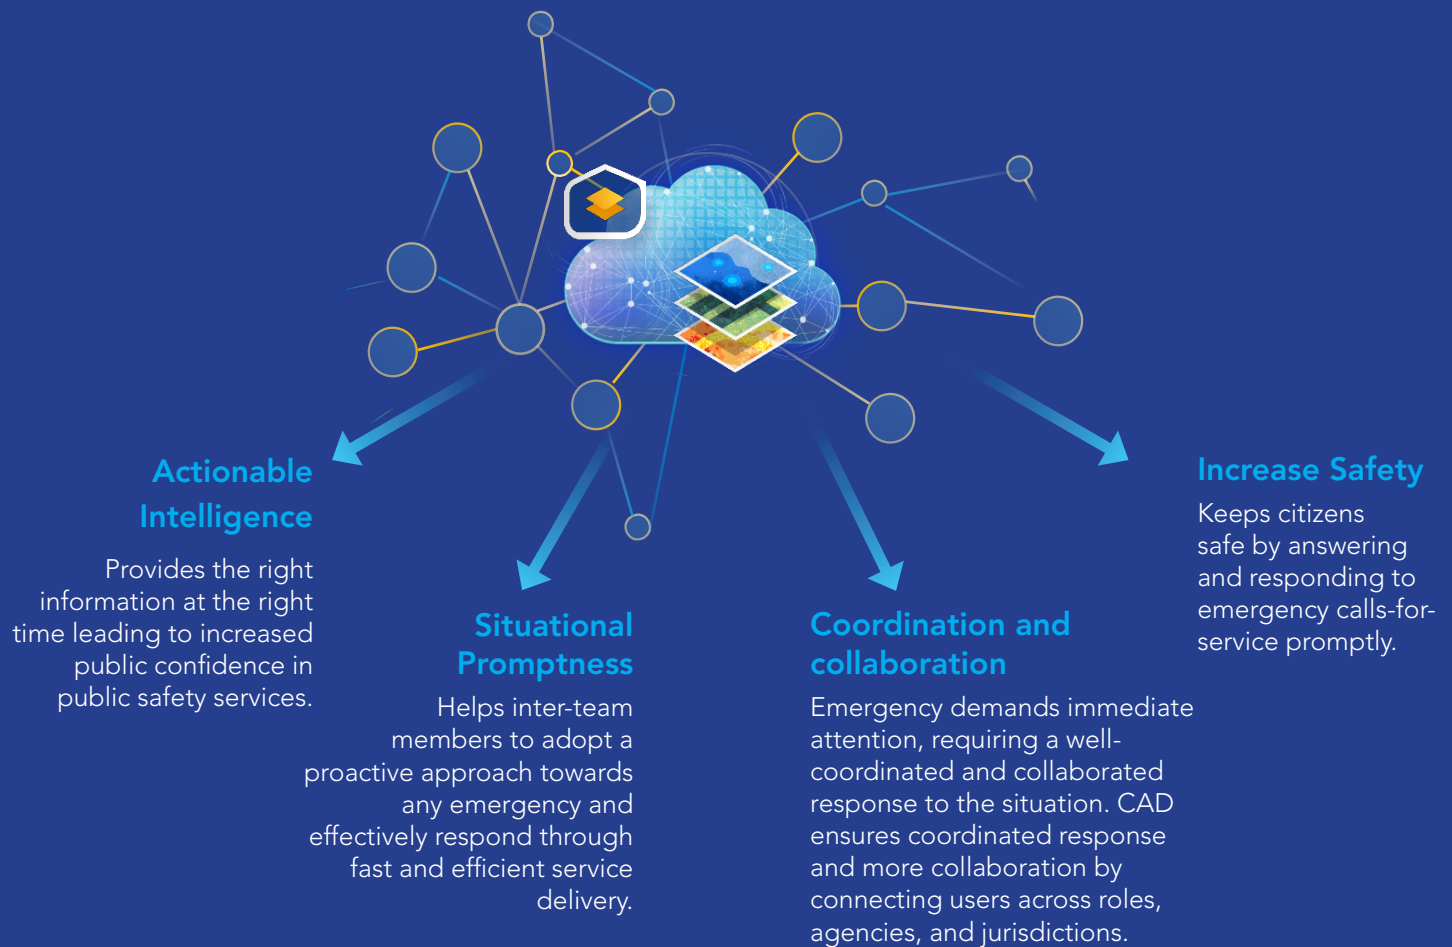 Actionable
Intelligence
Provides the right
information at the right
time leading to increased
public confidence in
public safety services.
Situational
Promptness
Helps inter-team
members to adopt a
proactive approach towards
any emergency and
effectively respond through
fast and efficient service
delivery.
Coordination and
collaboration
Emergency demands immediate
attention, requiring a well-
coordinated and collaborated
response to the situation. CAD
ensures coordinated response
and more collaboration by
connecting users across roles,
agencies, and jurisdictions.
Increase Safety
Keeps citizens
safe by answering
and responding to
emergency calls-for-
service promptly.